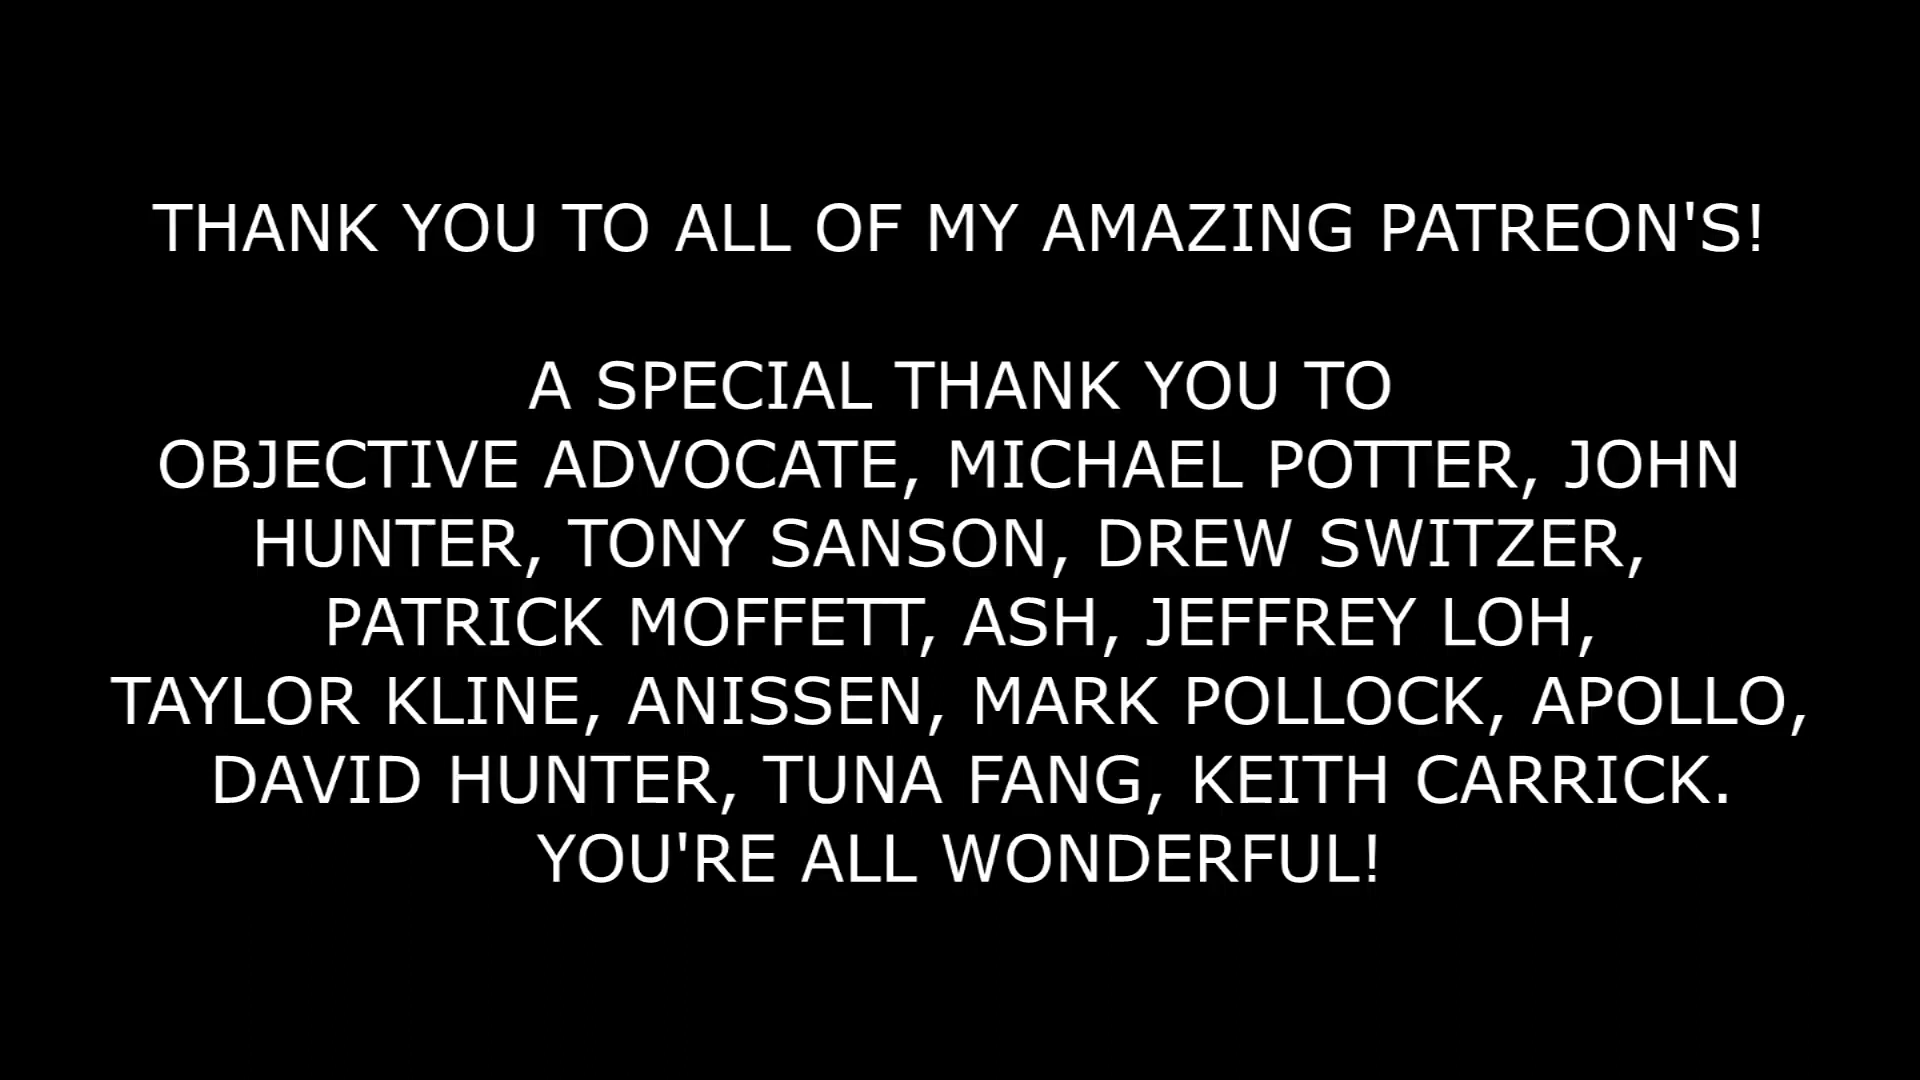 THANK YOU TO ALL OF MY AMAZING PATREON'S!
A SPECIAL THANK YOU TO
OBJECTIVE ADVOCATE, MICHAEL POTTER, JOHN
HUNTER, TONY SANSON, DREW SWITZER,
PATRICK MOFFETT, ASH, JEFFREY LOH,
TAYLOR KLINE, ANISSEN, MARK POLLOCK, APOLLO,
DAVID HUNTER, TUNA FANG, KEITH CARRICK.
YOU'RE ALL WONDERFUL!